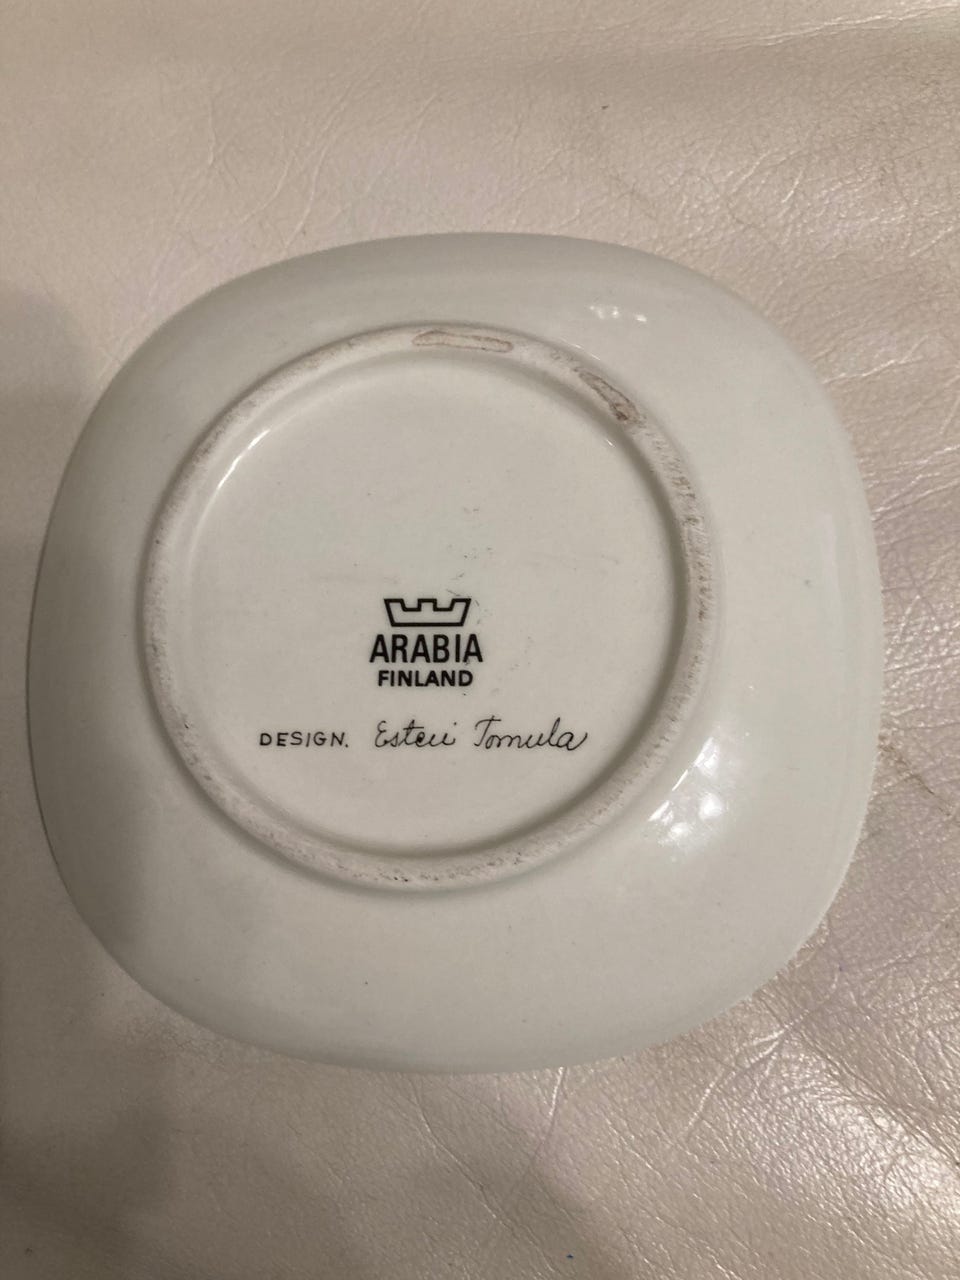 ARABIA
FINLAND
DESIGN. Esteri Tomula